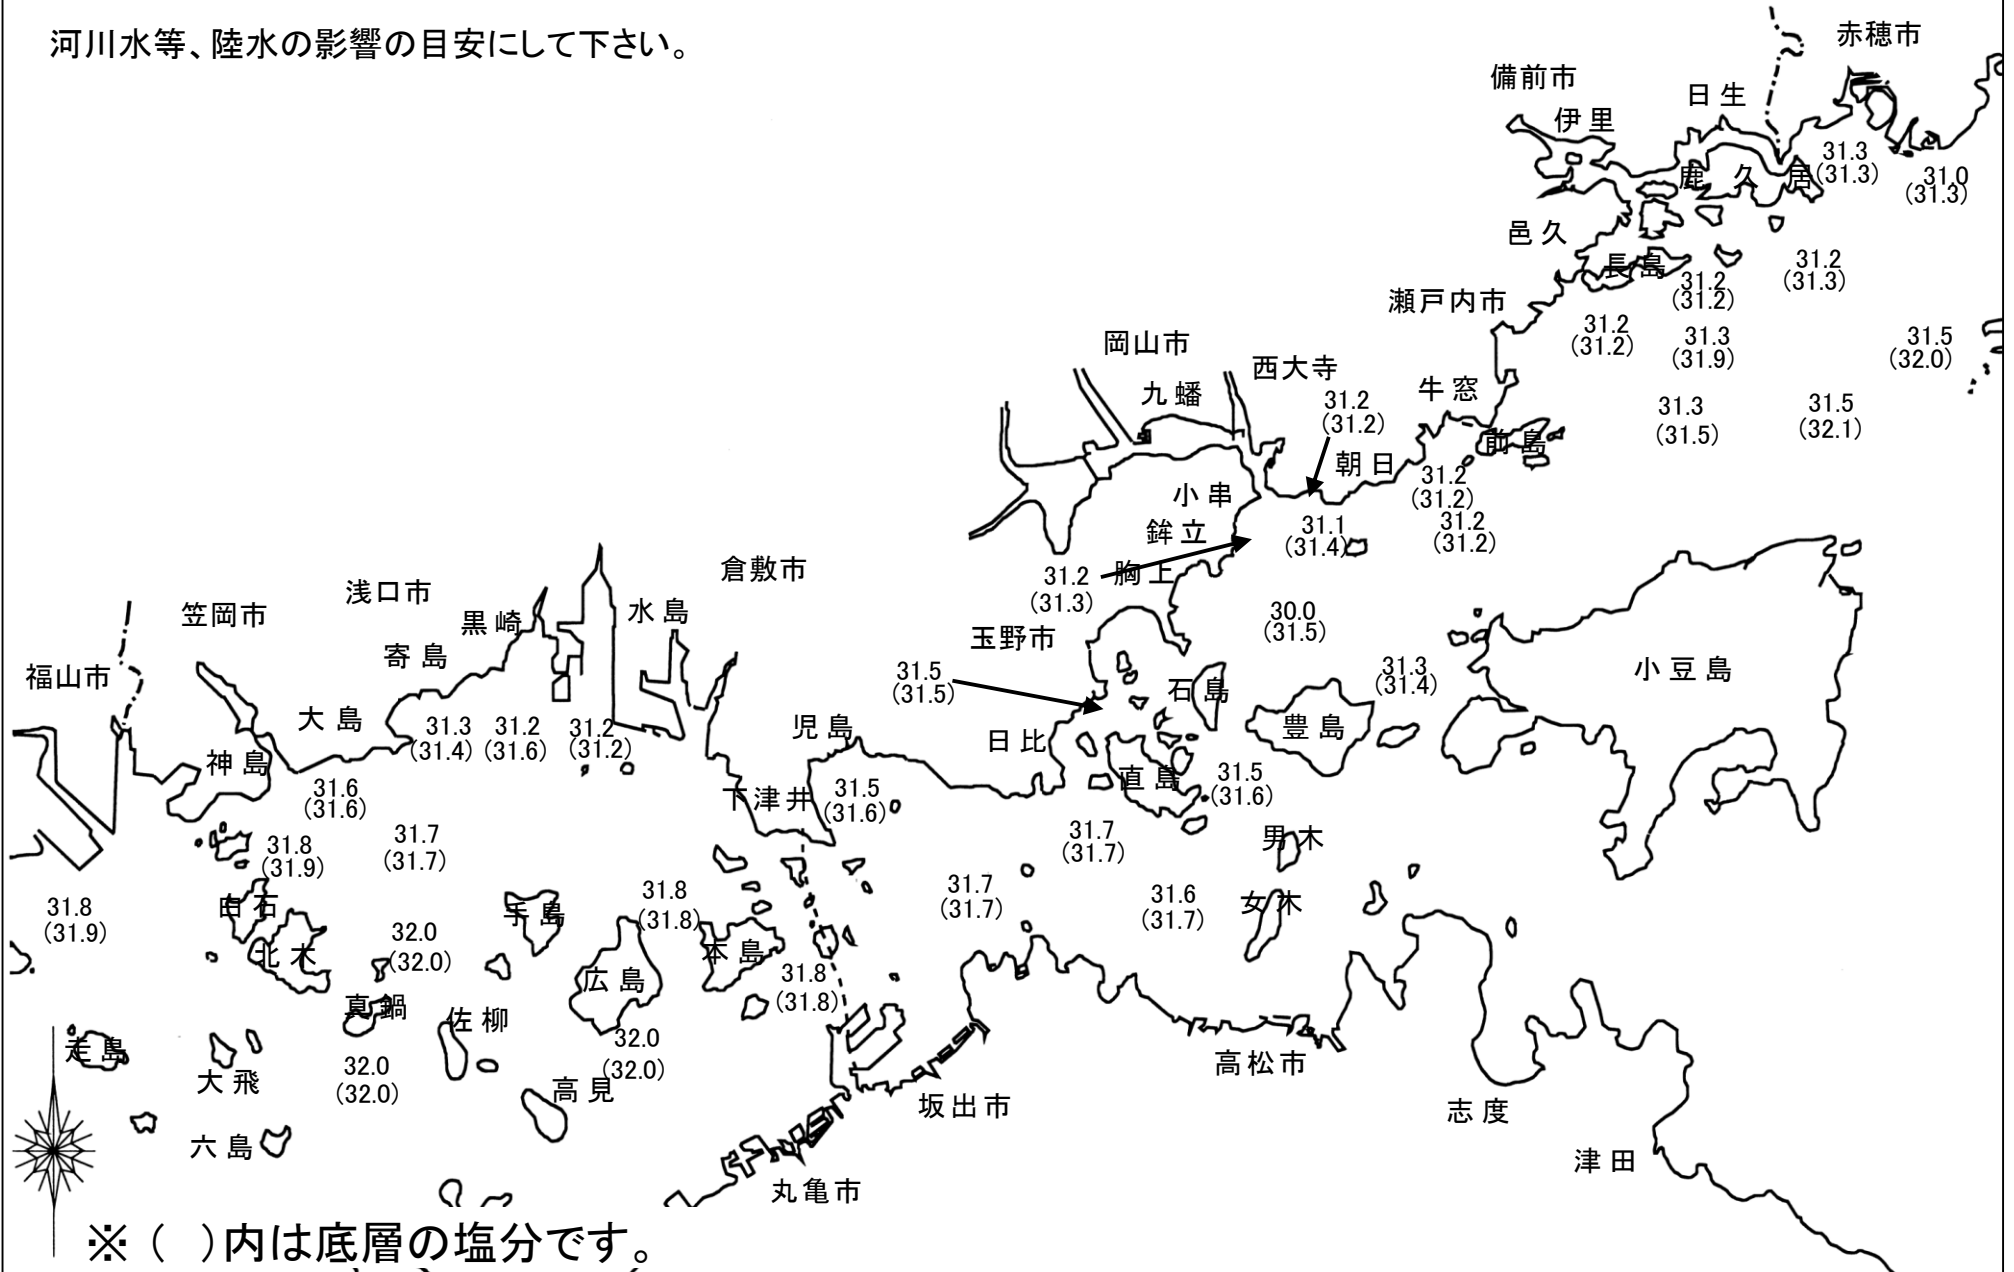 河川水等、陸水の影響の目安にして下さい。
赤穂市
備前市
日生
伊里
31.3
(31.3)
31.0
(31.3)
鹿久居
邑久
長島
31.2
(31.3)
31.2
(31.2)
瀬戸内市
31.2
(31.2)
31.3
(31.9)
31.5
(32.0)
岡山市
西大寺
九蟠
牛窓
31.2
(31.2)
31.3
(31.5)
31.5
(32.1)
前島
朝日
31.2
(31.2)
小串
鉾立
31.1
(31.4)
31.2
(31.2)
胸上
31.2
(31.3)
倉敷市
浅口市
笠岡市
黒崎
水島
玉野市
30.0
(31.5)
寄島
福山市
31.5
(31.5)
石島
31.3
(31.4)
小豆島
大島
31.3
(31.4)
31.2
(31.6)
31.2
(31.2)
児島
日比
豊島
神島
直島
31.5
(31.6)
31.6
(31.6)
下津井
31.5
(31.6)
31.8
(31.9)
31.7
(31.7)
31.7
(31.7)
男木
31.8
(31.9)
白石
手島
31.8
(31.8)
31.7
(31.7)
31.6
(31.7)
女木
北木
32.0
(32.0)
本島
広島
31.8
(31.8)
真鍋
佐柳
走島
32.0
(32.0)
大飛
32.0
(32.0)
高見
高松市
坂出市
志度
六島
津田
丸亀市
※（　）内は底層の塩分です。